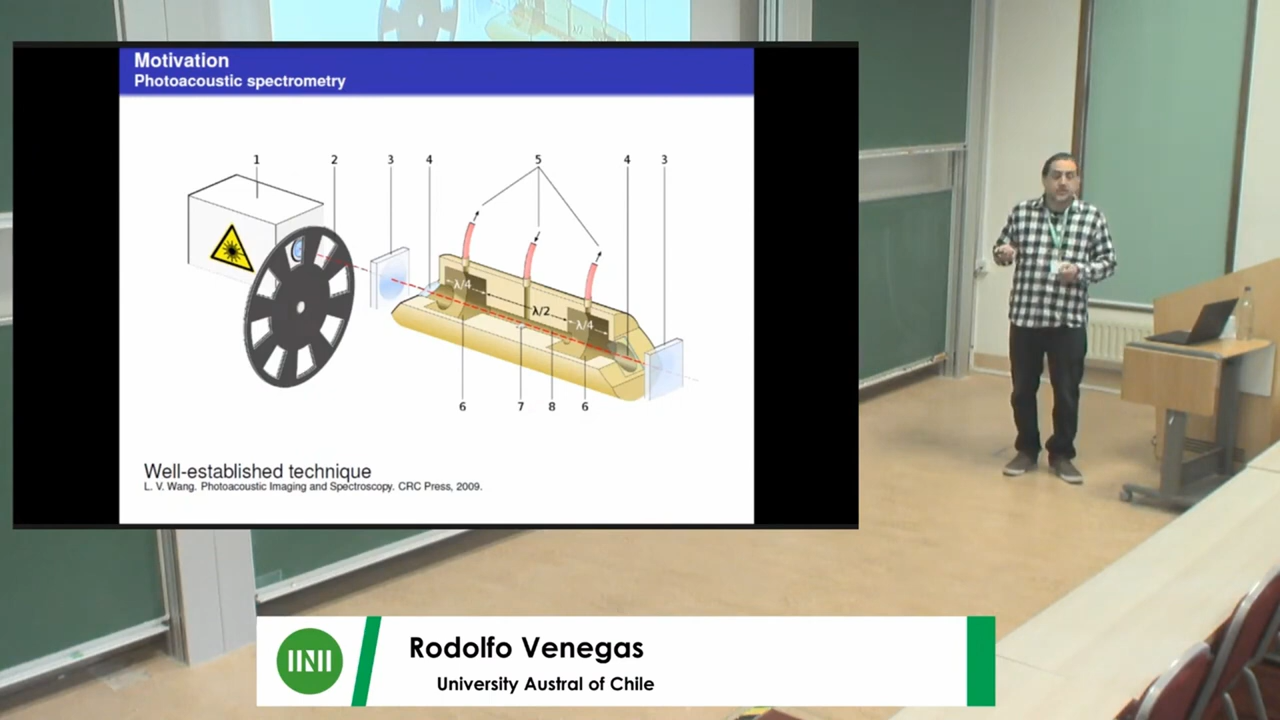 Motivation
Photoacoustic spectrometry
1 2 3 4 5 4 3
λ/4
λ/2
λ/4
6 7 8 6
Well-established technique
L. V. Wang. Photoacoustic Imaging and Spectroscopy. CRC Press, 2009.
Rodolfo Venegas
University Austral of Chile